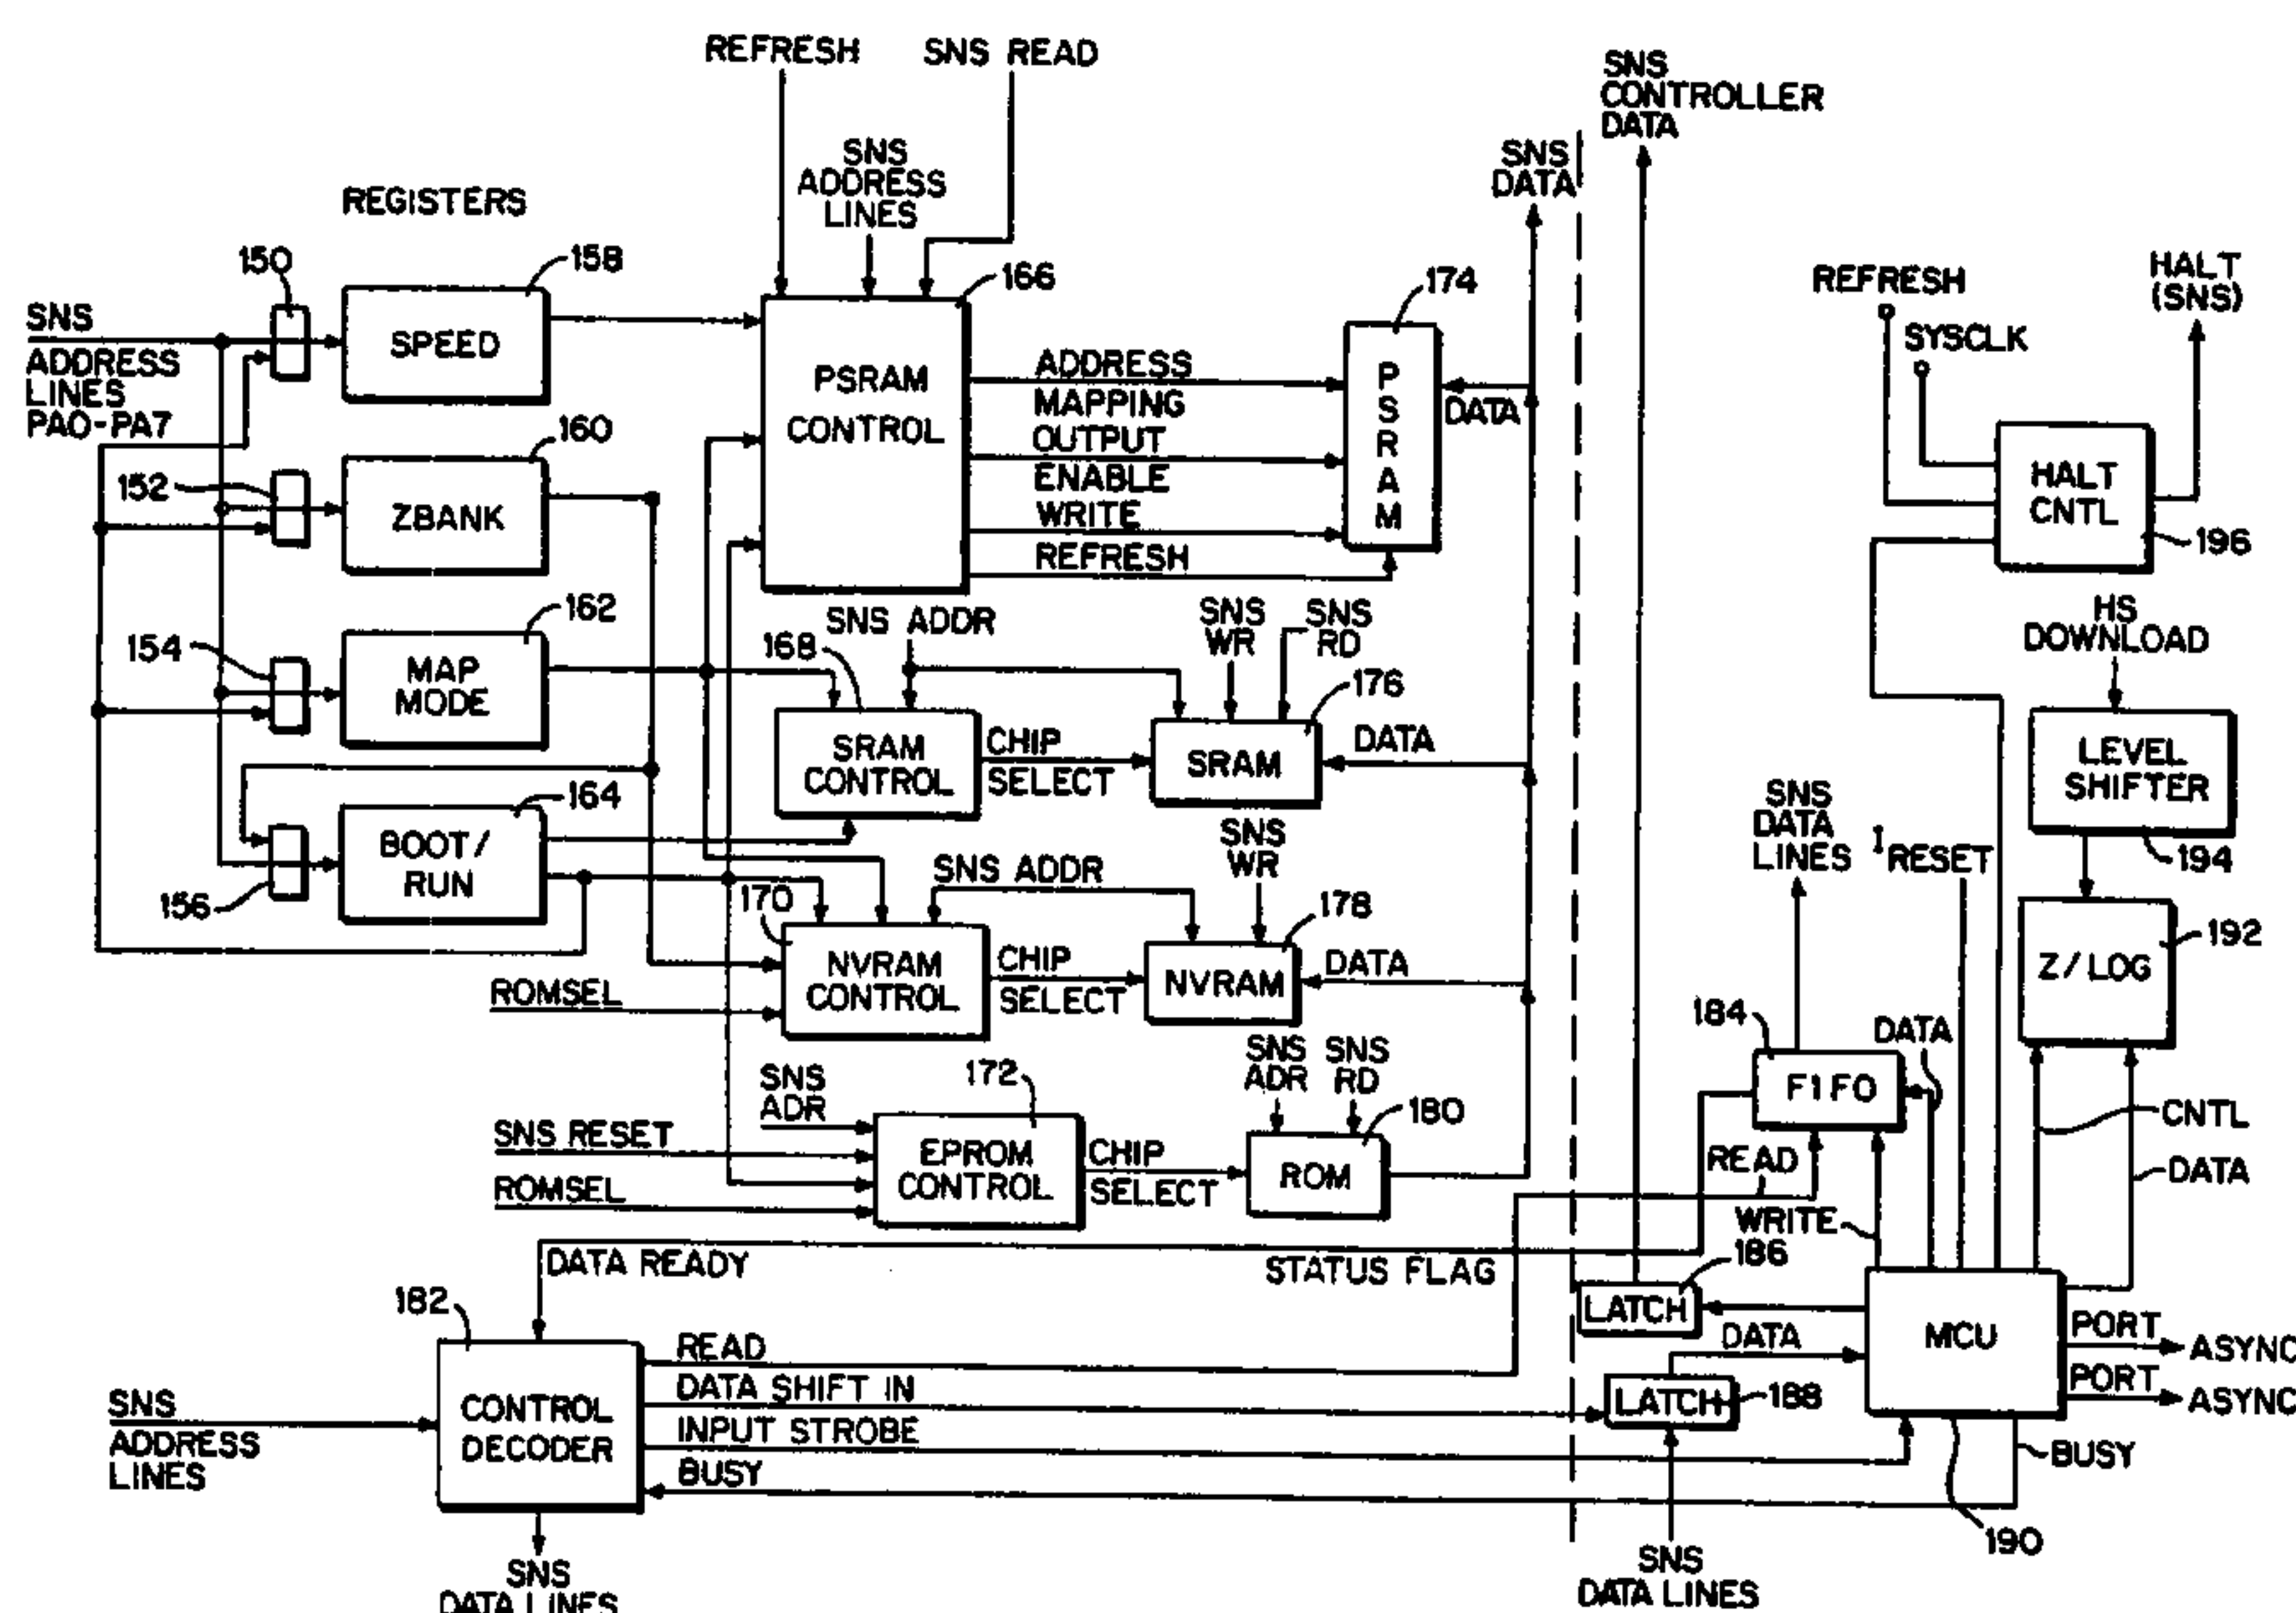 REFRESH
SNS READ
SNS
CONTROLLER
DATA
SNS
ADDRESS
LINES
SNS
DATA
REGISTERS
150
158
166
174
SNS
ADDRESS
LINES
PA0-PA7
SPEED
PSRAM
CONTROL
ADDRESS
MAPPING
OUTPUT
ENABLE
WRITE
REFRESH
PSRAM
DATA
REFRESH
SYSCLK
HALT
(SNS)
HALT
CNTL
196
152
160
ZBANK
154
162
MAP
MODE
SNS ADDR
168
SRAM
CONTROL
CHIP
SELECT
SNS
WR
SNS
RD
176
SRAM
DATA
HS
DOWNLOAD
LEVEL
SHIFTER
194
156
164
BOOT/
RUN
170
SNS ADDR
SNS
WR
178
ROMSEL
NVRAM
CONTROL
CHIP
SELECT
NVRAM
DATA
SNS
DATA
LINES
I RESET
192
Z/LOG
184
DATA
FIFO
CNTL
DATA
READ
WRITE
SNS
ADR
172
SNS RESET
ROMSEL
EPROM
CONTROL
CHIP
SELECT
SNS
ADR
SNS
RD
180
ROM
DATA READY
STATUS FLAG
186
LATCH
182
SNS
ADDRESS
LINES
CONTROL
DECODER
READ
DATA SHIFT IN
INPUT STROBE
BUSY
DATA
LATCH
188
MCU
PORT
ASYNC
PORT
ASYNC
BUSY
190
SNS
DATA LINES
SNS
DATA LINES